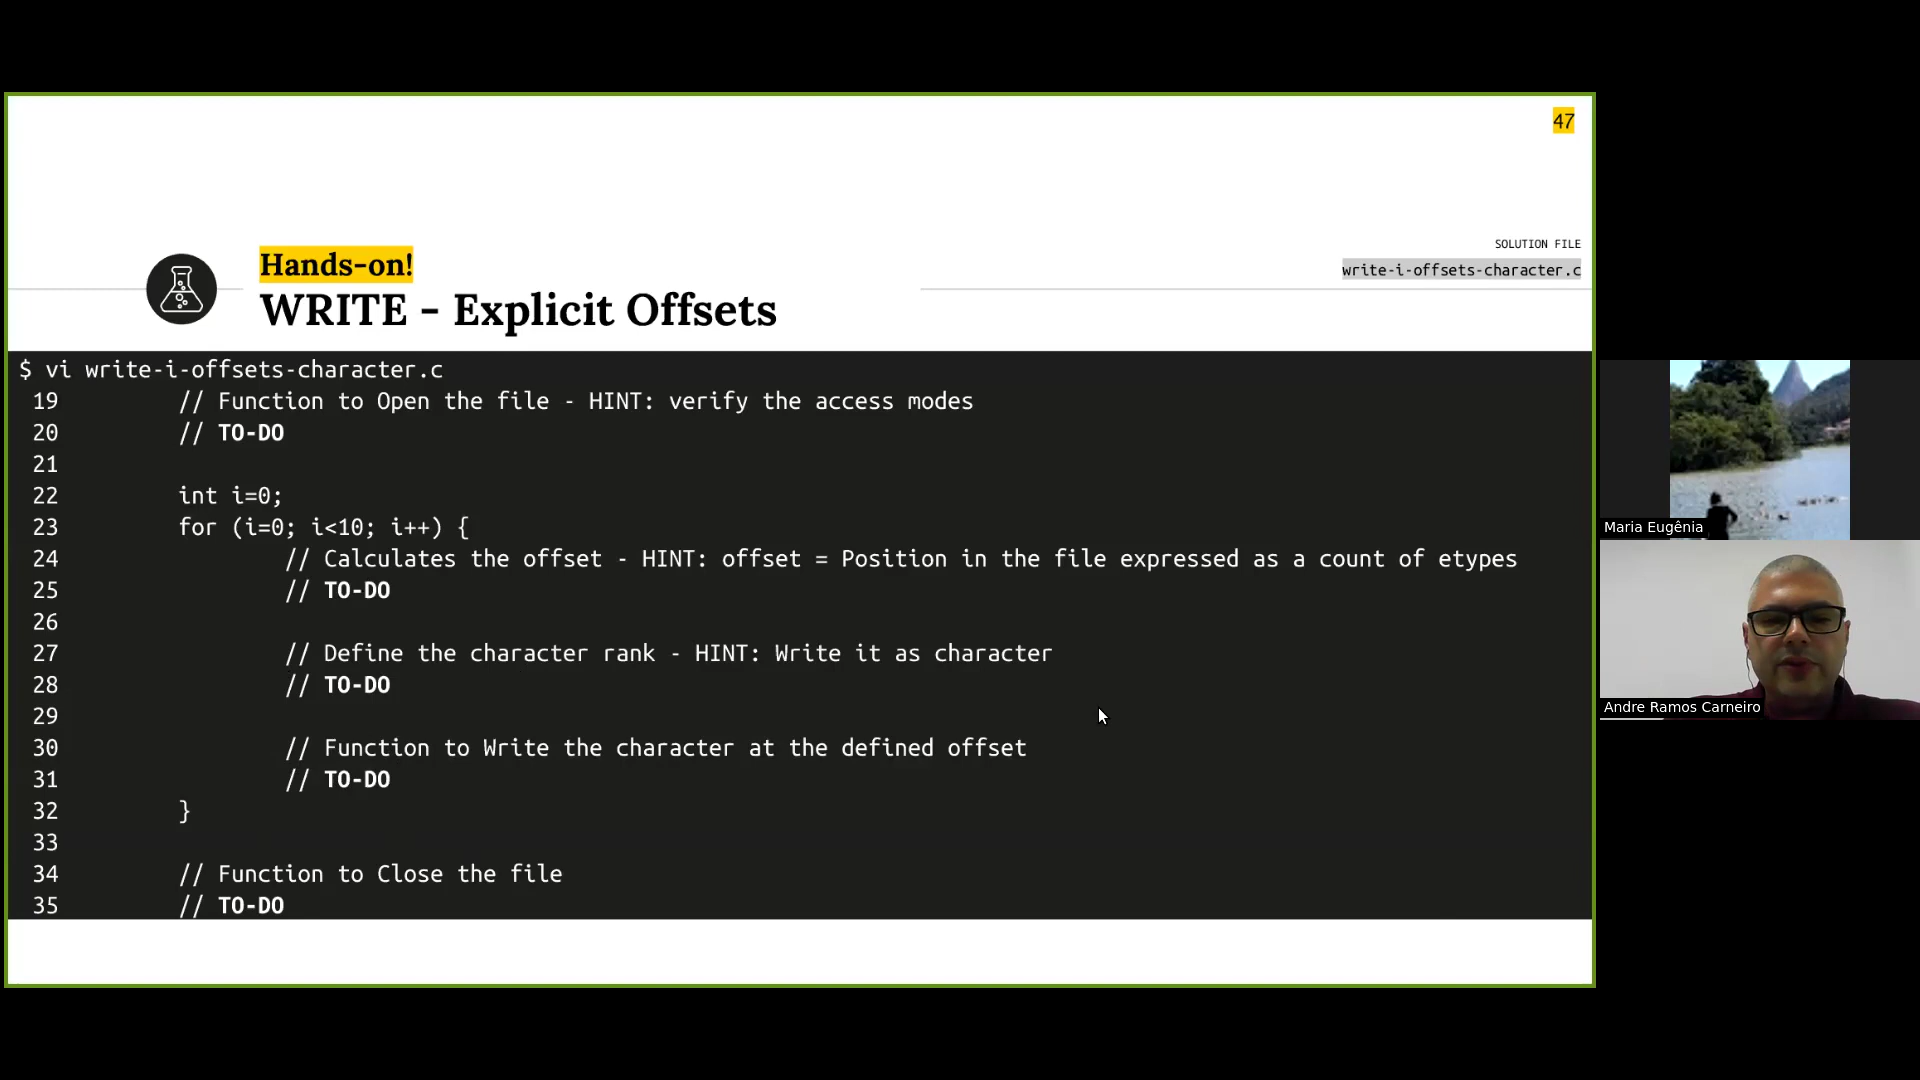 47
SOLUTION FILE
write-i-offsets-character.c
Hands-on!
WRITE - Explicit Offsets
$ vi write-i-offsets-character.c
19 // Function to Open the file - HINT: verify the access modes
20 // TO-DO
21
22 int i=0;
23 for (i=0; i<10; i++) {
24 // Calculates the offset - HINT: offset = Position in the file expressed as a count of etypes
25 // TO-DO
26
27 // Define the character rank - HINT: Write it as character
28 // TO-DO
29
30 // Function to Write the character at the defined offset
31 // TO-DO
32 }
33
34 // Function to Close the file
35 // TO-DO
Maria Eugênia
Andre Ramos Carneiro